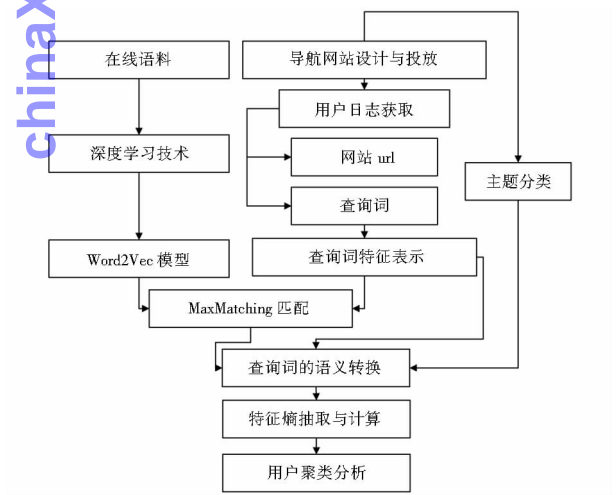 chinaX
在线语料
导航网站设计与投放
用户日志获取
深度学习技术
网站 url
主题分类
查询词
Word2Vec 模型
查询词特征表示
MaxMatching 匹配
查询词的语义转换
特征熵抽取与计算
用户聚类分析